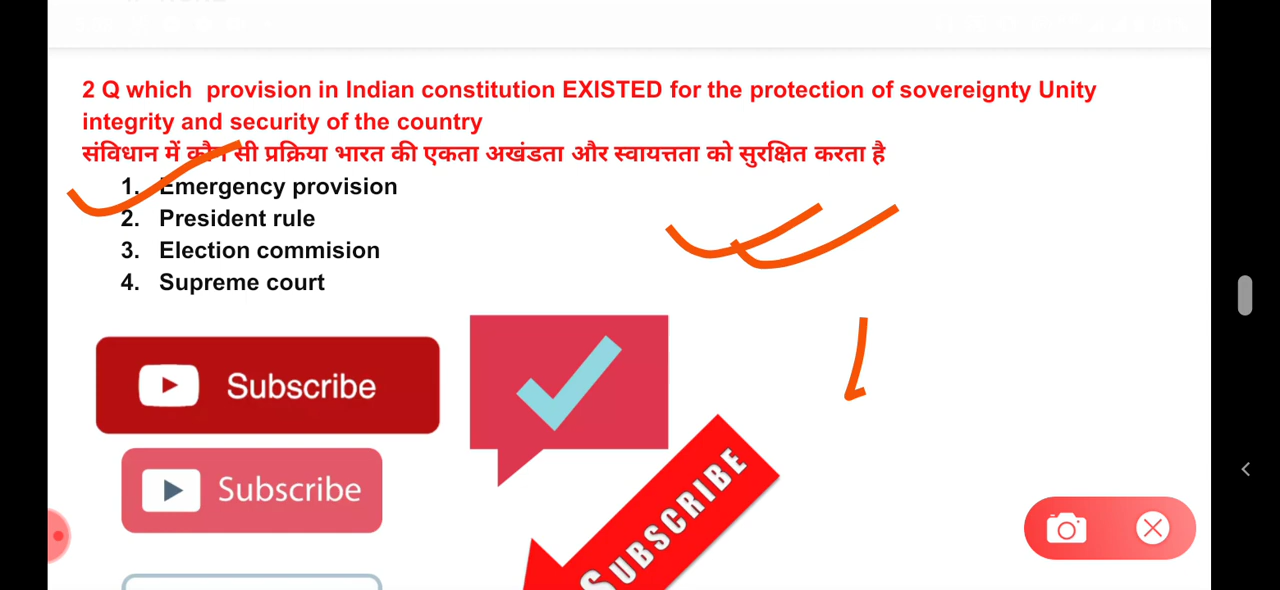 2 Q which provision in Indian constitution EXISTED for the protection of sovereignty Unity
integrity and security of the country
संविधान में कौन सी प्रक्रिया भारत की एकता अखंडता और स्वायत्तता को सुरक्षित करता है
1. Emergency provision
2. President rule
3. Election commision
4. Supreme court
Subscribe
Subscribe
SUBSCRIBE